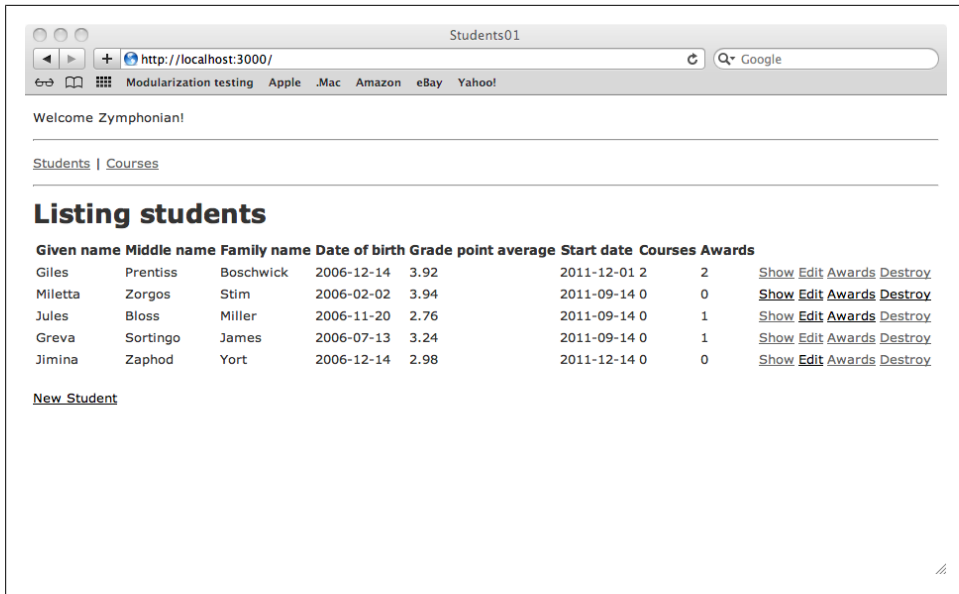 Students01
http://localhost:3000/
Google
Modularization testing Apple .Mac Amazon eBay Yahoo!
Welcome Zymphonian!
Students | Courses
Listing students
Given name Middle name Family name Date of birth Grade point average Start date Courses Awards
Giles Prentiss Boschwick 2006-12-14 3.92 2011-12-01 2 2 Show Edit Awards Destroy
Miletta Zorgos Stim 2006-02-02 3.94 2011-09-14 0 0 Show Edit Awards Destroy
Jules Bloss Miller 2006-11-20 2.76 2011-09-14 0 1 Show Edit Awards Destroy
Greva Sortingo James 2006-07-13 3.24 2011-09-14 0 1 Show Edit Awards Destroy
Jimina Zaphod Yort 2006-12-14 2.98 2011-12-14 0 0 Show Edit Awards Destroy
New Student